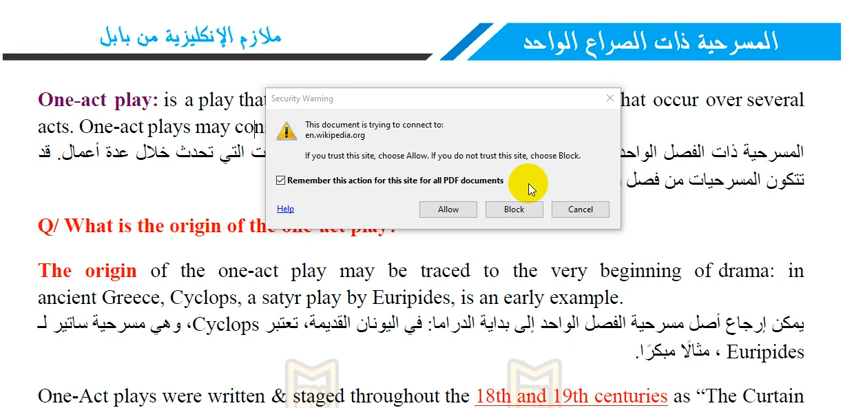 المسرحية ذات الصراع الواحد
ملازم الإنكليزية من بابل
One-act play: is a play tha
hat occur over several
acts. One-act plays may con
المسرحية ذات الفصل الواحد
ت التي تحدث خلال عدة أعمال. قد
تتكون المسرحيات من فصل
Security Warning
This document is trying to connect to:
en.wikipedia.org
If you trust this site, choose Allow. If you do not trust this site, choose Block.
Remember this action for this site for all PDF documents
Help
Allow
Block
Cancel
Q/ What is the origin of the one-act play?
The origin of the one-act play may be traced to the very beginning of drama: in
ancient Greece, Cyclops, a satyr play by Euripides, is an early example.
يمكن إرجاع أصل مسرحية الفصل الواحد إلى بداية الدراما: في اليونان القديمة، تعتبر Cyclops، وهي مسرحية ساتير لـ
Euripides ، مثالًا مبكرًا.
One-Act plays were written & staged throughout the 18th and 19th centuries as “The Curtain